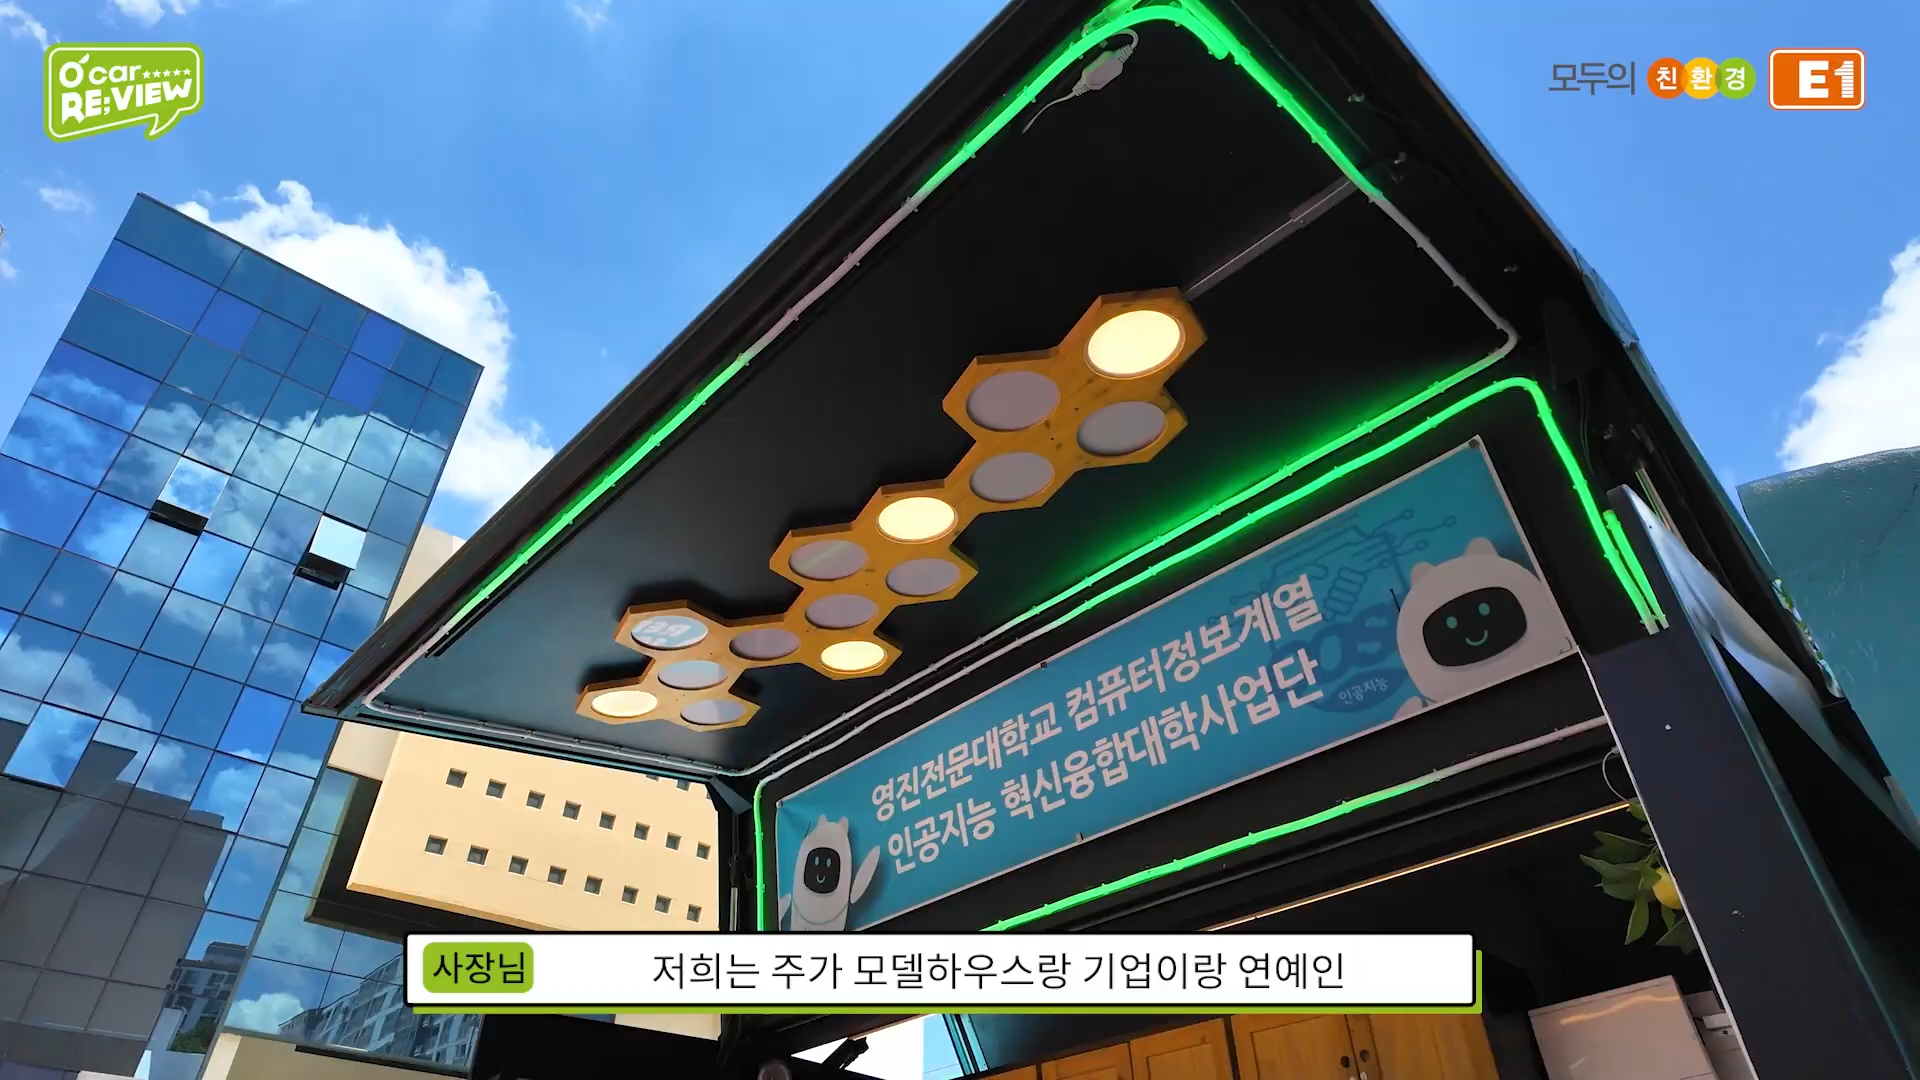 O'car
RE;VIEW
모두의 친환경 E1
영진전문대학교 컴퓨터정보계열
인공지능 혁신융합대학사업단
인공지능
사장님 저희는 주가 모델하우스랑 기업이랑 연예인